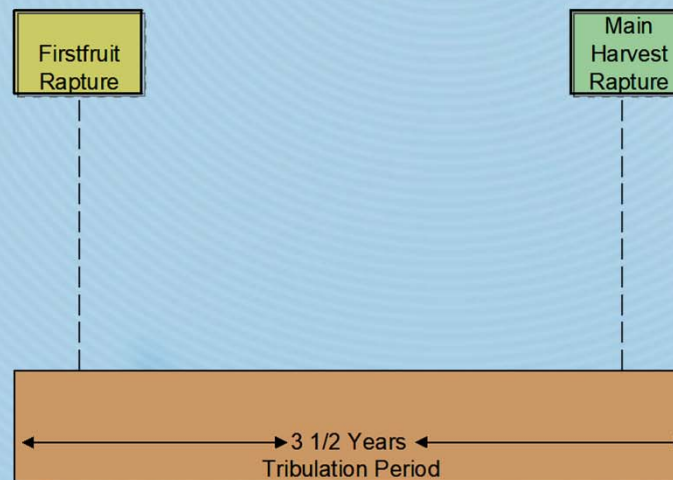 Firstfruit
Rapture
Main
Harvest
Rapture
3 1/2 Years
Tribulation Period